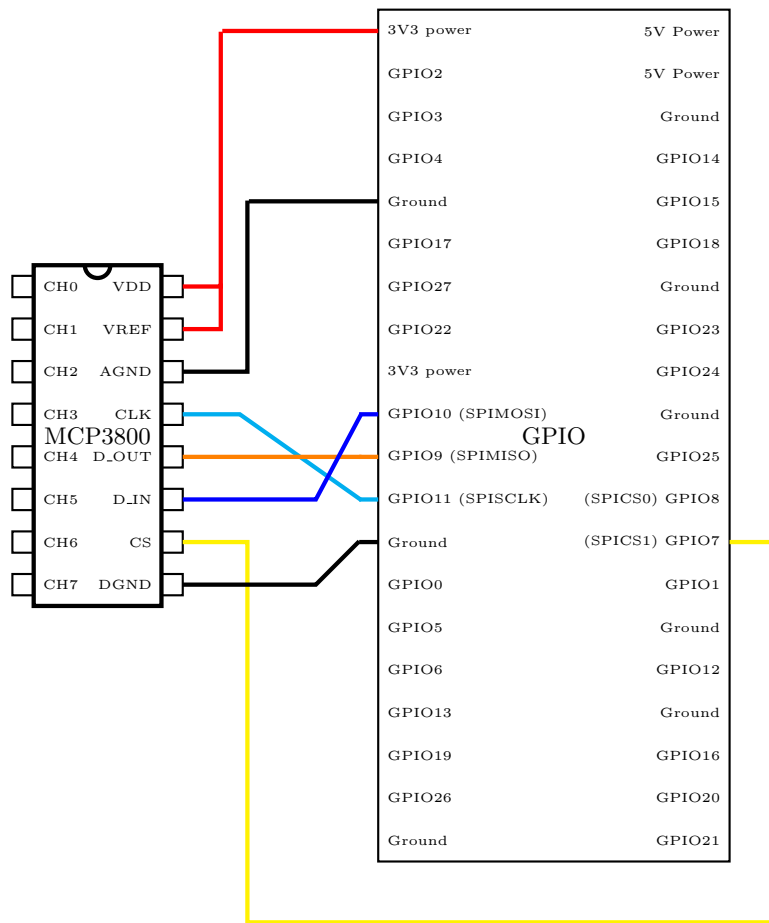 3V3 power 5V Power
GPIO2 5V Power
GPIO3 Ground
GPIO4 GPIO14
Ground GPIO15
GPIO17 GPIO18
CH0 VDD GPIO27 Ground
CH1 VREF GPIO22 GPIO23
CH2 AGND 3V3 power GPIO24
CH3 CLK GPIO10 (SPIMOSI) Ground
MCP3800 GPIO
CH4 D_OUT GPIO9 (SPIMISO) GPIO25
CH5 D_IN GPIO11 (SPISCLK) (SPICS0) GPIO8
CH6 CS Ground (SPICS1) GPIO7
CH7 DGND GPIO0 GPIO1
GPIO5 Ground
GPIO6 GPIO12
GPIO13 Ground
GPIO19 GPIO16
GPIO26 GPIO20
Ground GPIO21